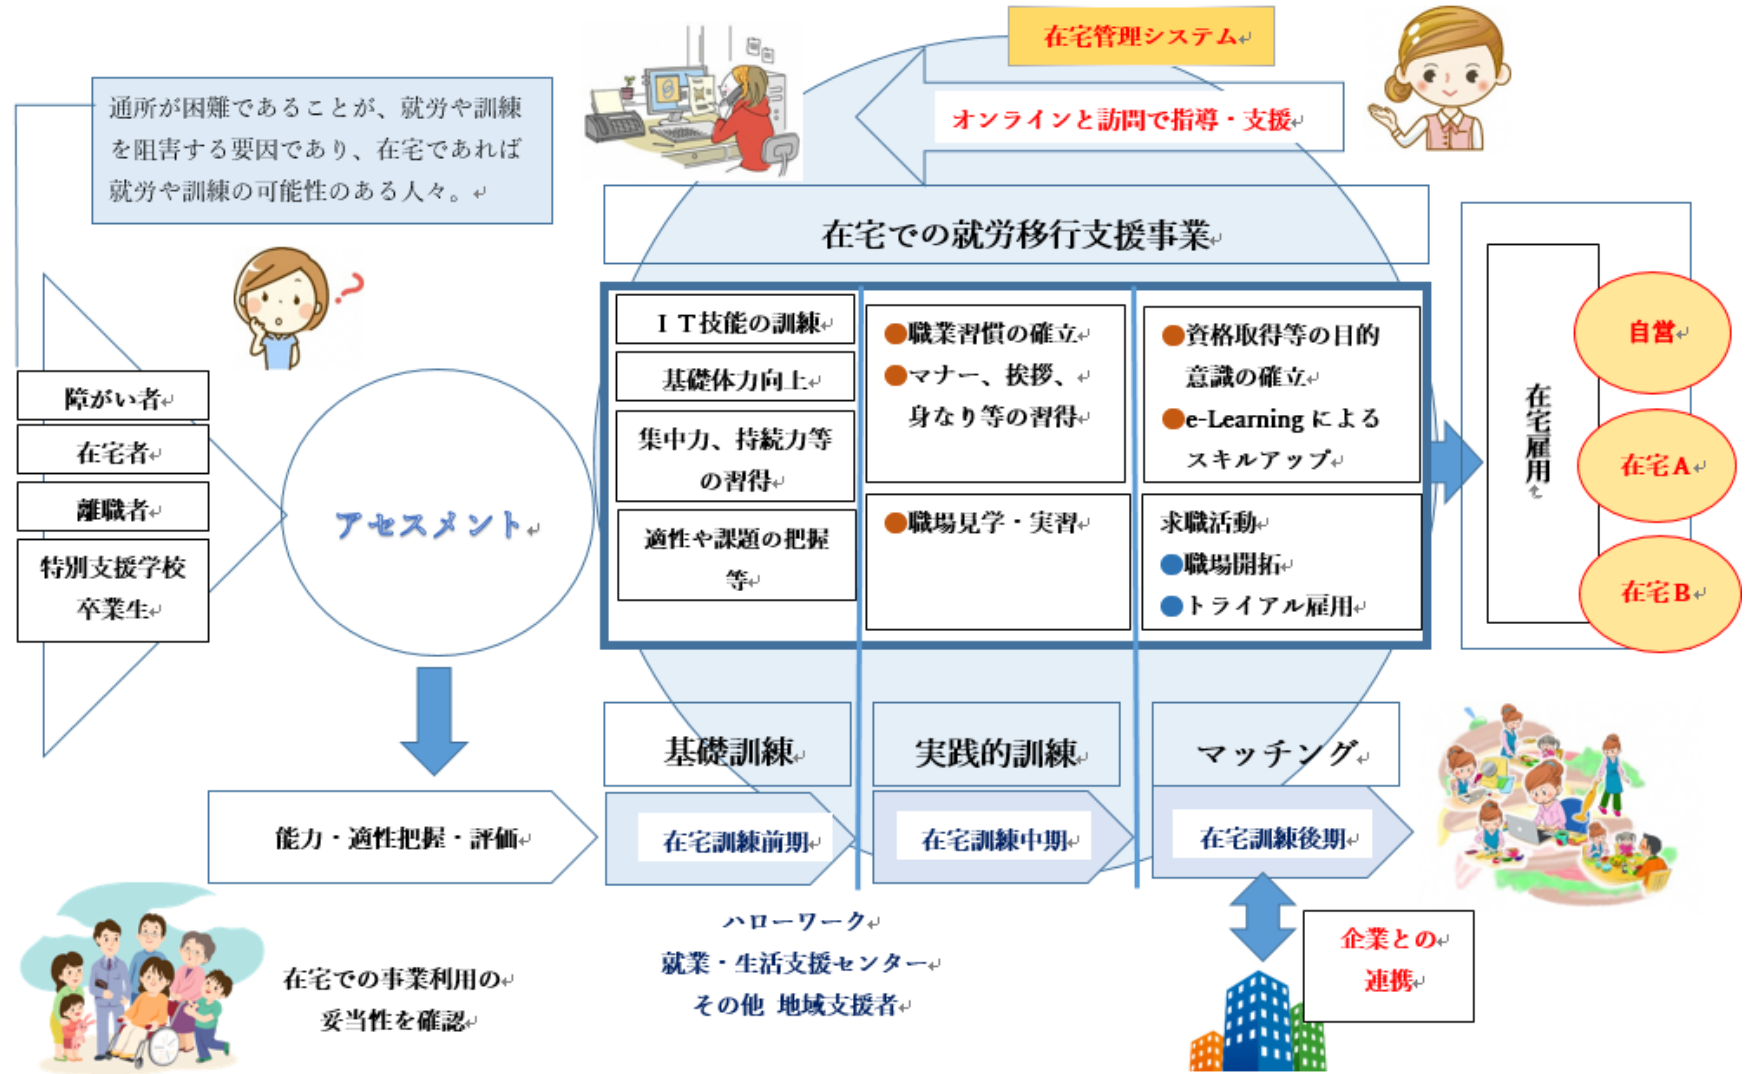 在宅管理システム
オンラインと訪問で指導・支援
通所が困難であることが、就労や訓練
を阻害する要因であり、在宅であれば
就労や訓練の可能性のある人々。
障がい者
在宅者
離職者
特別支援学校
卒業生
アセスメント
能力・適性把握・評価
在宅での事業利用の
妥当性を確認
在宅での就労移行支援事業
ＩＴ技能の訓練
基礎体力向上
集中力、持続力等
の習得
適性や課題の把握
等
●職業習慣の確立
●マナー、挨拶、
身なり等の習得
●職場見学・実習
●資格取得等の目的
意識の確立
●e-Learning による
スキルアップ
求職活動
●職場開拓
●トライアル雇用
基礎訓練
実践的訓練
マッチング
在宅訓練前期
在宅訓練中期
在宅訓練後期
ハローワーク
就業・生活支援センター
その他 地域支援者
企業との
連携
在宅雇用
自営
在宅A
在宅B